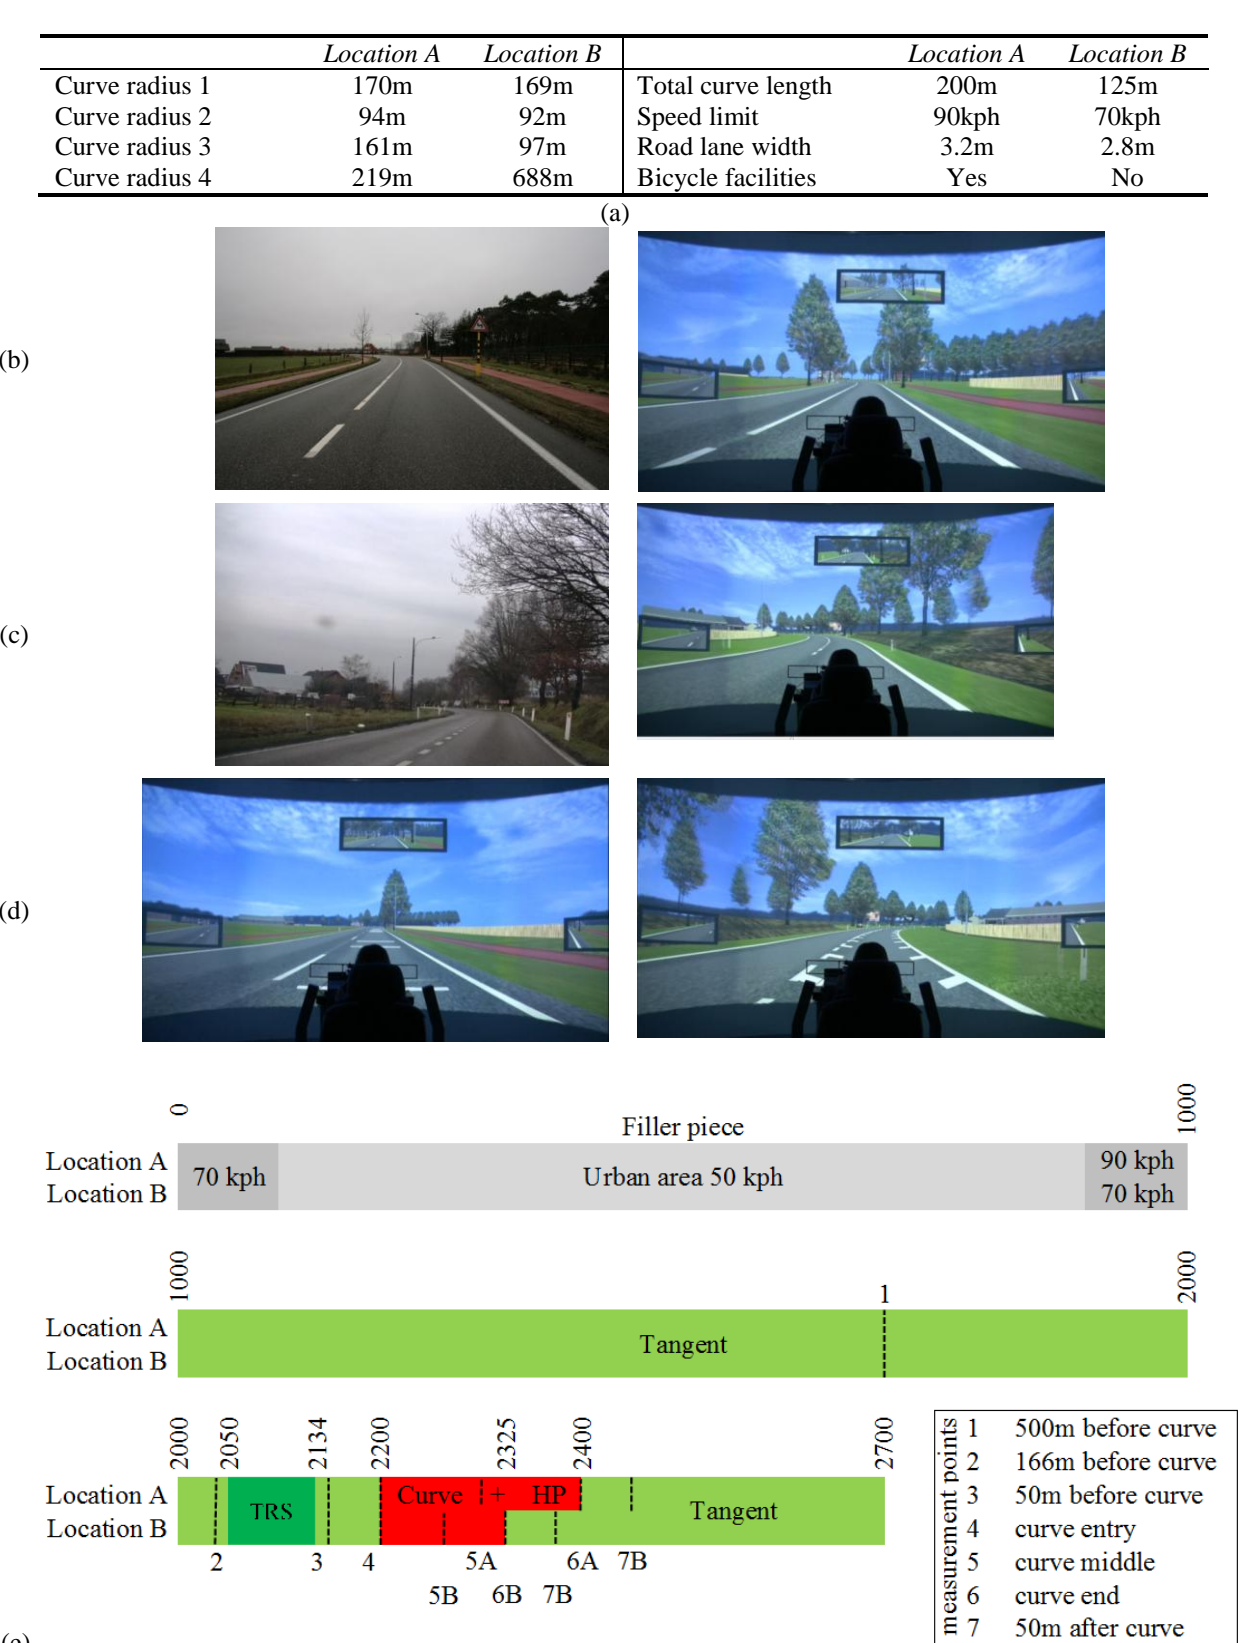 Location A Location B Location A Location B
Curve radius 1 170m 169m Total curve length 200m 125m
Curve radius 2 94m 92m Speed limit 90kph 70kph
Curve radius 3 161m 97m Road lane width 3.2m 2.8m
Curve radius 4 219m 688m Bicycle facilities Yes No
(a)
(b)
(c)
(d)
0 Filler piece 1000
Location A 70 kph Urban area 50 kph 90 kph
Location B 70 kph
1000 1 2000
Location A Tangent
Location B
2000 2050 2134 2200 2325 2400 2700
Location A TRS Curve + HP Tangent
Location B
2 3 4 5A 6A 7B
5B 6B 7B
measurement points
1 500m before curve
2 166m before curve
3 50m before curve
4 curve entry
5 curve middle
6 curve end
7 50m after curve
(e)